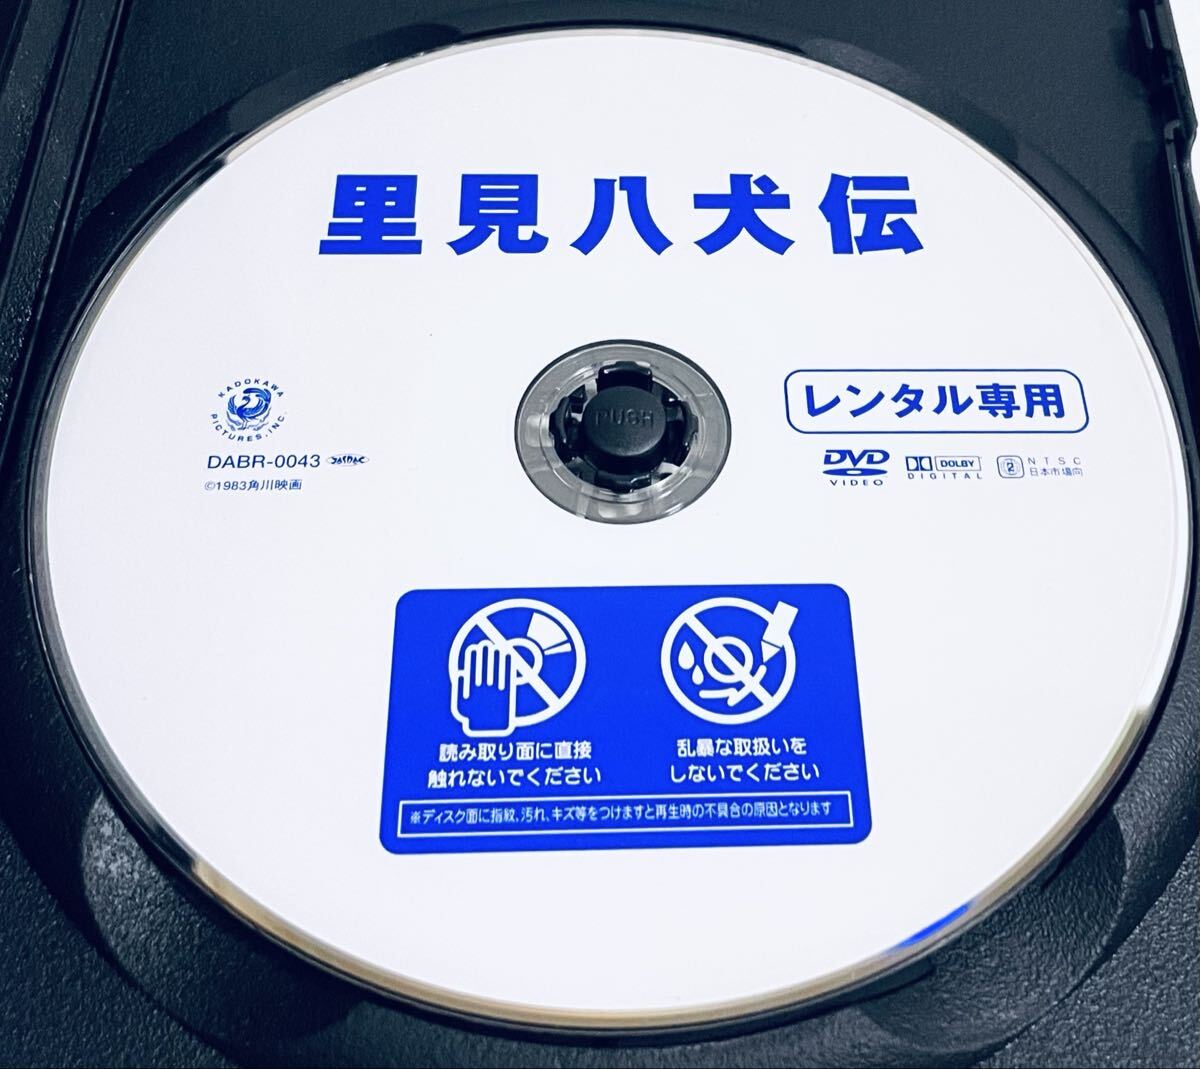 里見八犬伝
KADOKAWA
PICTURES, INC.
DABR-0043 JASRAC
©1983角川映画
PUSH
レンタル専用
DVD
VIDEO
DOLBY
DIGITAL
2
NTSC
日本市場向
読み取り面に直接
触れないでください
乱暴な取扱いを
しないでください
※ディスク面に指紋、汚れ、キズ等をつけますと再生時の不具合の原因となります